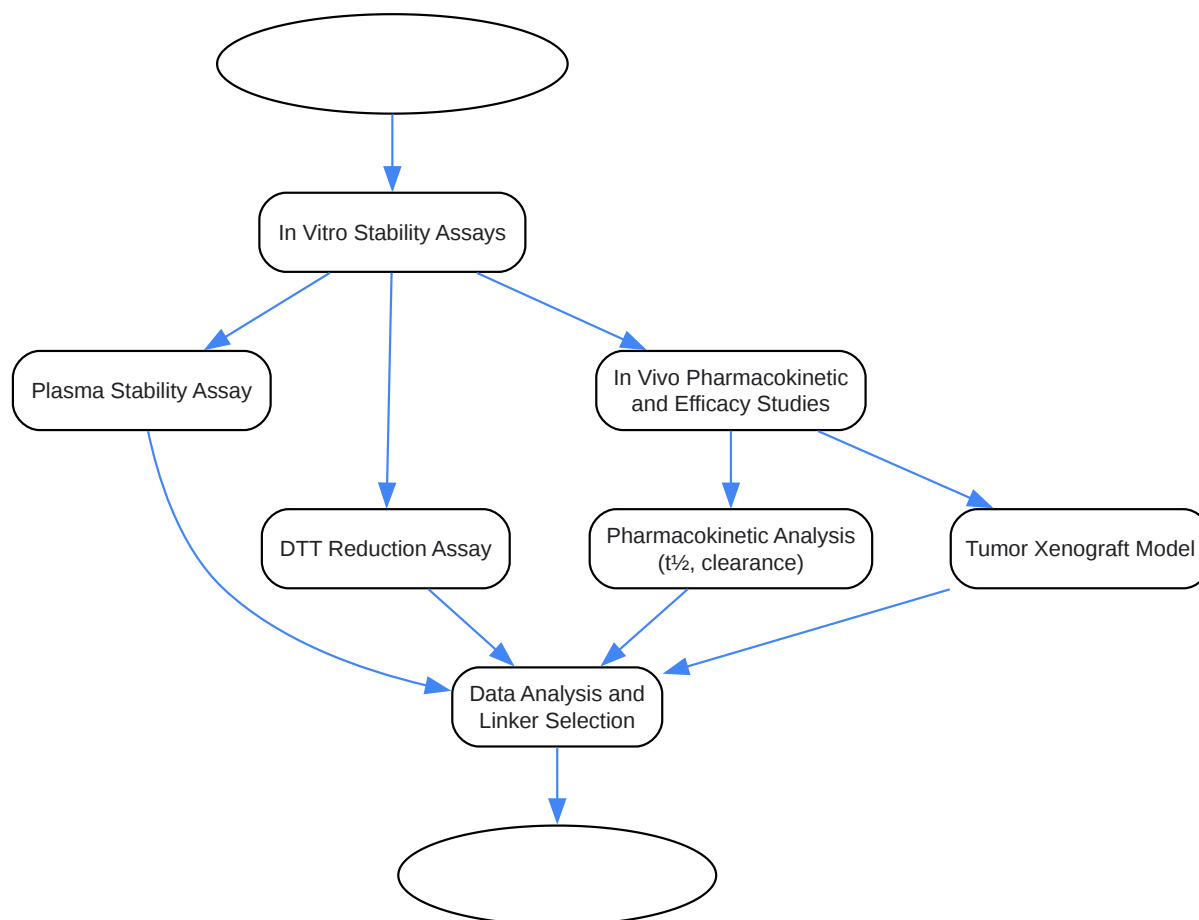 In Vitro Stability Assays
Plasma Stability Assay
In Vivo Pharmacokinetic
and Efficacy Studies
DTT Reduction Assay
Pharmacokinetic Analysis
(t½, clearance)
Tumor Xenograft Model
Data Analysis and
Linker Selection